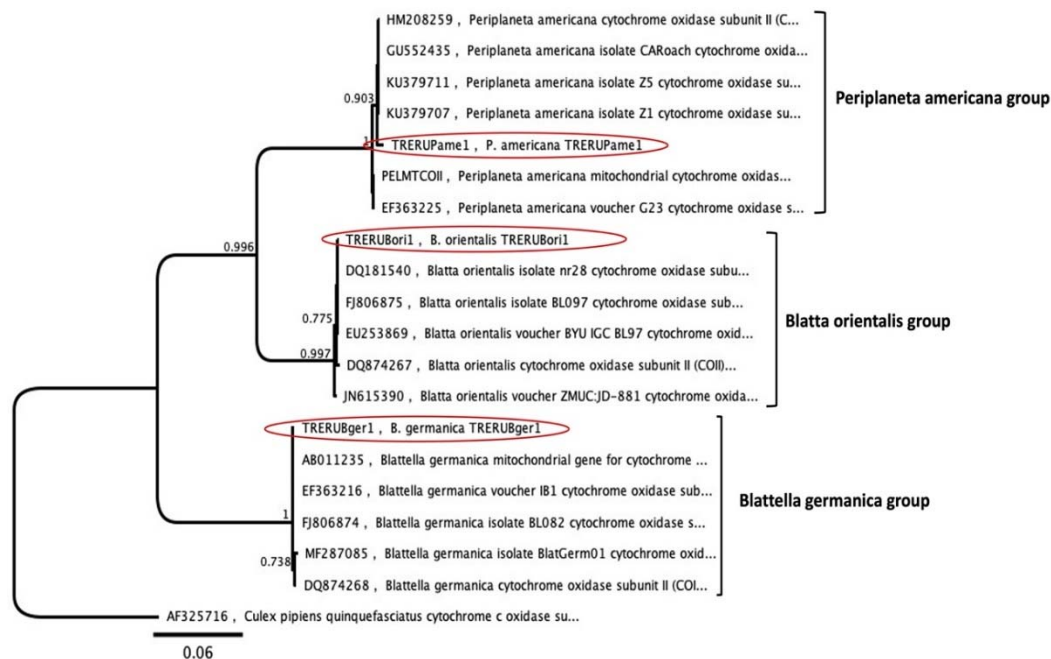 HM208259 , Periplaneta americana cytochrome oxidase subunit II (C...
GU552435 , Periplaneta americana isolate CARoach cytochrome oxida...
KU379711 , Periplaneta americana isolate Z5 cytochrome oxidase su...
0.903
KU379707 , Periplaneta americana isolate Z1 cytochrome oxidase su...
1
TRERUPame1 , P. americana TRERUPame1
PELMTCOII , Periplaneta americana mitochondrial cytochrome oxidas...
EF363225 , Periplaneta americana voucher G23 cytochrome oxidase s...
Periplaneta americana group
0.996
TRERUBori1 , B. orientalis TRERUBori1
DQ181540 , Blatta orientalis isolate nr28 cytochrome oxidase subu...
FJ806875 , Blatta orientalis isolate BL097 cytochrome oxidase sub...
0.775
EU253869 , Blatta orientalis voucher BYU IGC BL97 cytochrome oxid...
0.997
DQ874267 , Blatta orientalis cytochrome oxidase subunit II (COII)...
JN615390 , Blatta orientalis voucher ZMUC:JD-881 cytochrome oxida...
Blatta orientalis group
TRERUBger1 , B. germanica TRERUBger1
AB011235 , Blattella germanica mitochondrial gene for cytochrome ...
EF363216 , Blattella germanica voucher IB1 cytochrome oxidase sub...
1
FJ806874 , Blattella germanica isolate BL082 cytochrome oxidase s...
MF287085 , Blattella germanica isolate BlatGerm01 cytochrome oxid...
0.738
DQ874268 , Blattella germanica cytochrome oxidase subunit II (COI...
Blattella germanica group
AF325716 , Culex pipiens quinquefasciatus cytochrome c oxidase su...
0.06